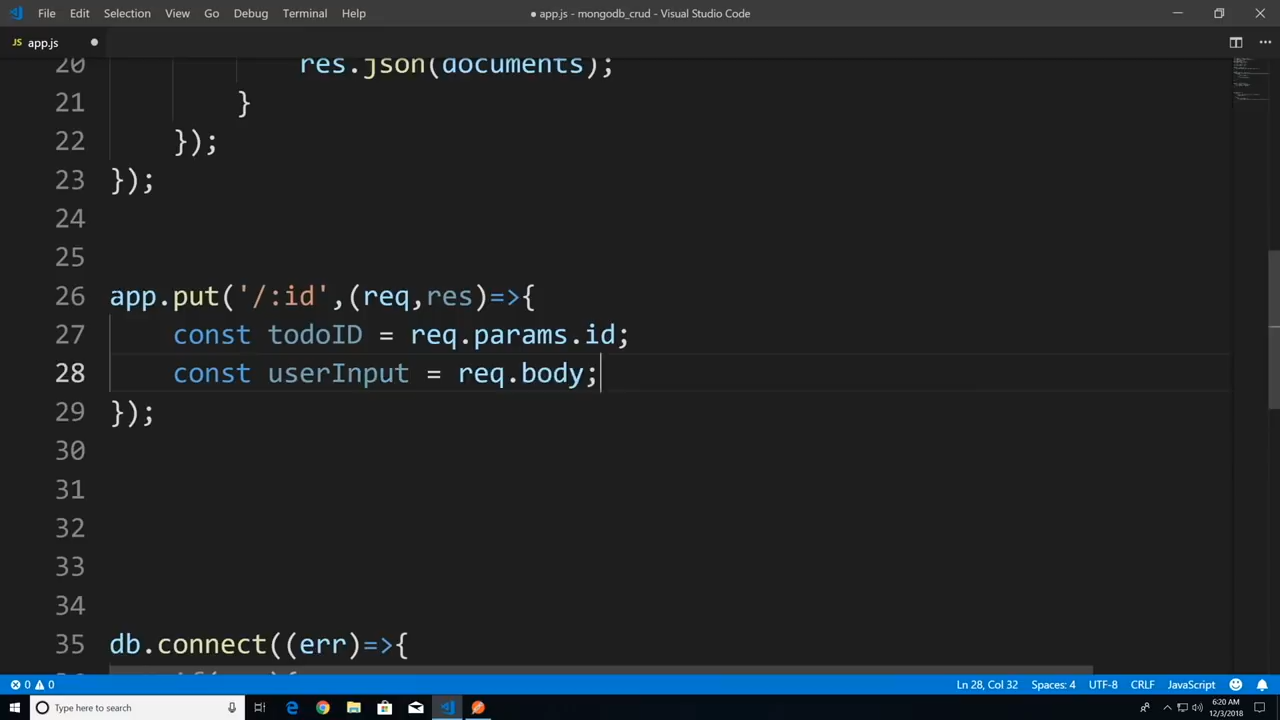 File Edit Selection View Go Debug Terminal Help ● app.js - mongodb_crud - Visual Studio Code
JS app.js ●
20 res.json(documents);
21 }
22 });
23 });
24
25
26 app.put('/:id',(req,res)=>{
27 const todoID = req.params.id;
28 const userInput = req.body;
29 });
30
31
32
33
34
35 db.connect((err)=>{
0 0 Ln 28, Col 32 Spaces: 4 UTF-8 CRLF JavaScript
Type here to search 6:20 AM
12/3/2018